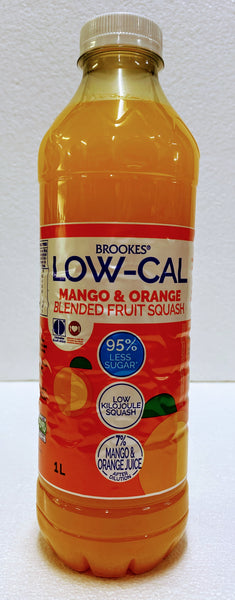 BROOKES®
LOW-CAL
MANGO & ORANGE
BLENDED FRUIT SQUASH
95%
LESS
SUGAR*
LOW
KILOJOULE
SQUASH
7%
MANGO &
ORANGE JUICE
AFTER
DILUTION
1L